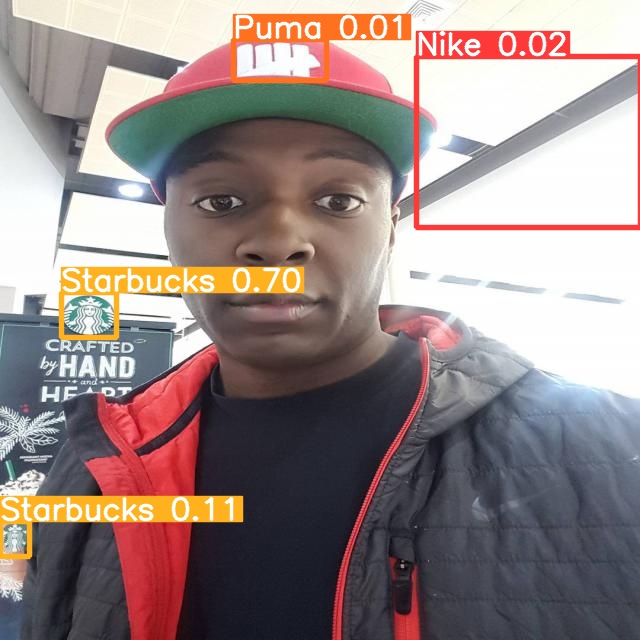 Puma 0.01
Nike 0.02
Starbucks 0.70
CRAFTED
by HAND
and
HEART
Starbucks 0.11